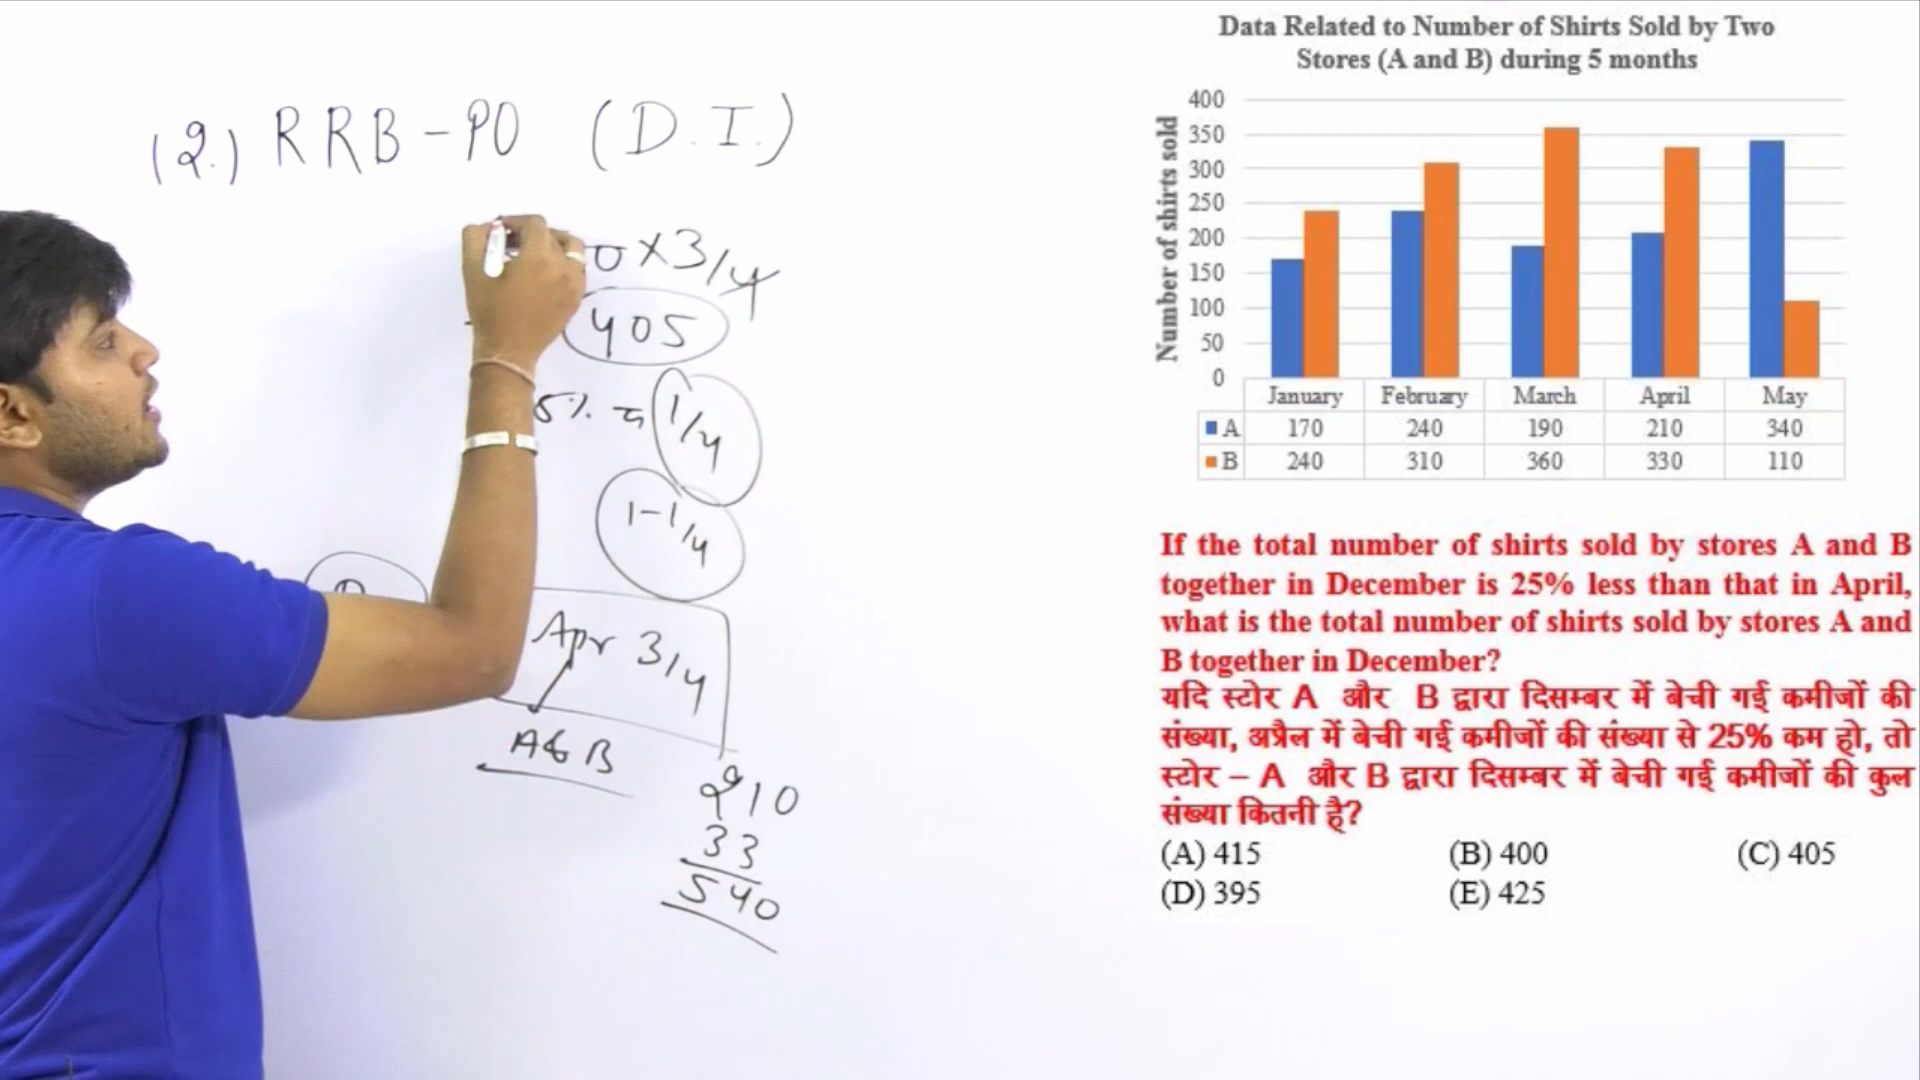 (2.) RRB-PO (D.I.)
0 x 3/4
405
5% = 1/4
1-1/4
Apr 3/4
A & B
210
33
540
Data Related to Number of Shirts Sold by Two
Stores (A and B) during 5 months
Number of shirts sold
400
350
300
250
200
150
100
50
0
January February March April May
A 170 240 190 210 340
B 240 310 360 330 110
If the total number of shirts sold by stores A and B
together in December is 25% less than that in April,
what is the total number of shirts sold by stores A and
B together in December?
यदि स्टोर A और B द्वारा दिसम्बर में बेची गई कमीजों की
संख्या, अप्रैल में बेची गई कमीजों की संख्या से 25% कम हो, तो
स्टोर – A और B द्वारा दिसम्बर में बेची गई कमीजों की कुल
संख्या कितनी है?
(A) 415 (B) 400 (C) 405
(D) 395 (E) 425